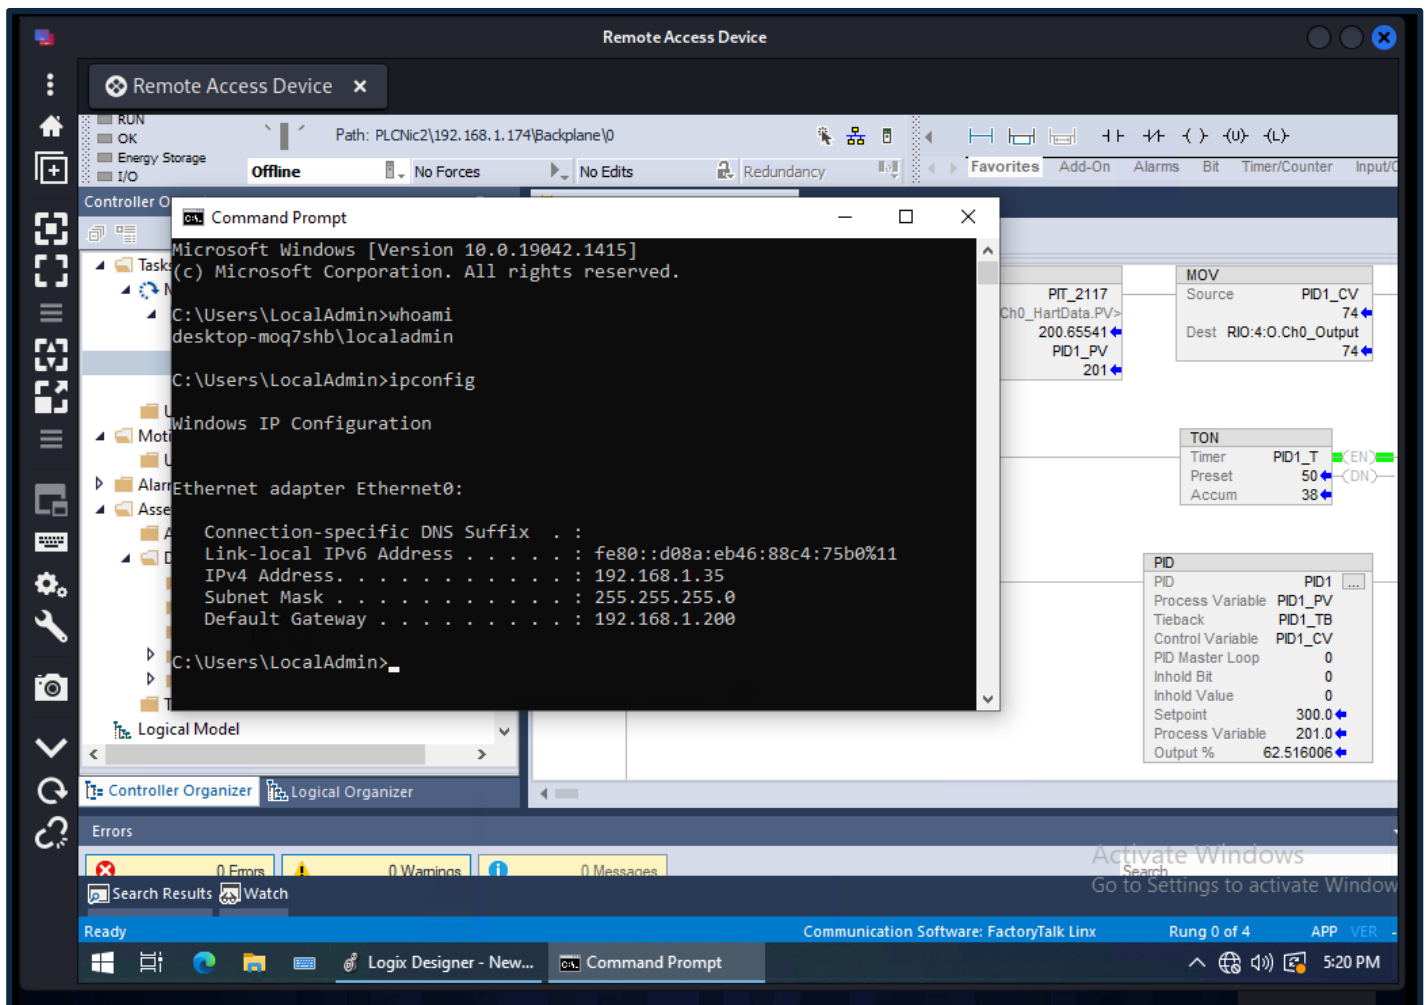 Remote Access Device
Remote Access Device
RUN
OK
Energy Storage
I/O
Path: PLCNic2\192.168.1.174\Backplane\0
Offline
No Forces
No Edits
Redundancy
Favorites Add-On Alarms Bit Timer/Counter
Controller O
Command Prompt
Microsoft Windows [Version 10.0.19042.1415]
(c) Microsoft Corporation. All rights reserved.
C:\Users\LocalAdmin>whoami
desktop-moq7shb\localadmin
C:\Users\LocalAdmin>ipconfig
Windows IP Configuration
Ethernet adapter Ethernet0:
Connection-specific DNS Suffix . :
Link-local IPv6 Address . . . . . : fe80::d08a:eb46:88c4:75b0%11
IPv4 Address. . . . . . . . . . . : 192.168.1.35
Subnet Mask . . . . . . . . . . . : 255.255.255.0
Default Gateway . . . . . . . . . : 192.168.1.200
C:\Users\LocalAdmin>
Tasks
Moti
Alarr
Asse
Logical Model
PIT_2117
Ch0_HartData.PV>
200.65541
PID1_PV
201
MOV
Source PID1_CV
74
Dest RIO:4:O.Ch0_Output
74
TON
Timer PID1_T (EN)
Preset 50 (DN)
Accum 38
PID
PID PID1 ...
Process Variable PID1_PV
Tieback PID1_TB
Control Variable PID1_CV
PID Master Loop 0
Inhold Bit 0
Inhold Value 0
Setpoint 300.0
Process Variable 201.0
Output % 62.516006
Controller Organizer Logical Organizer
Errors
0 Errors 0 Warnings 0 Messages
Search
Activate Windows
Go to Settings to activate Window
Search Results Watch
Ready
Communication Software: FactoryTalk Linx
Rung 0 of 4
APP VER
Logix Designer - New...
Command Prompt
5:20 PM